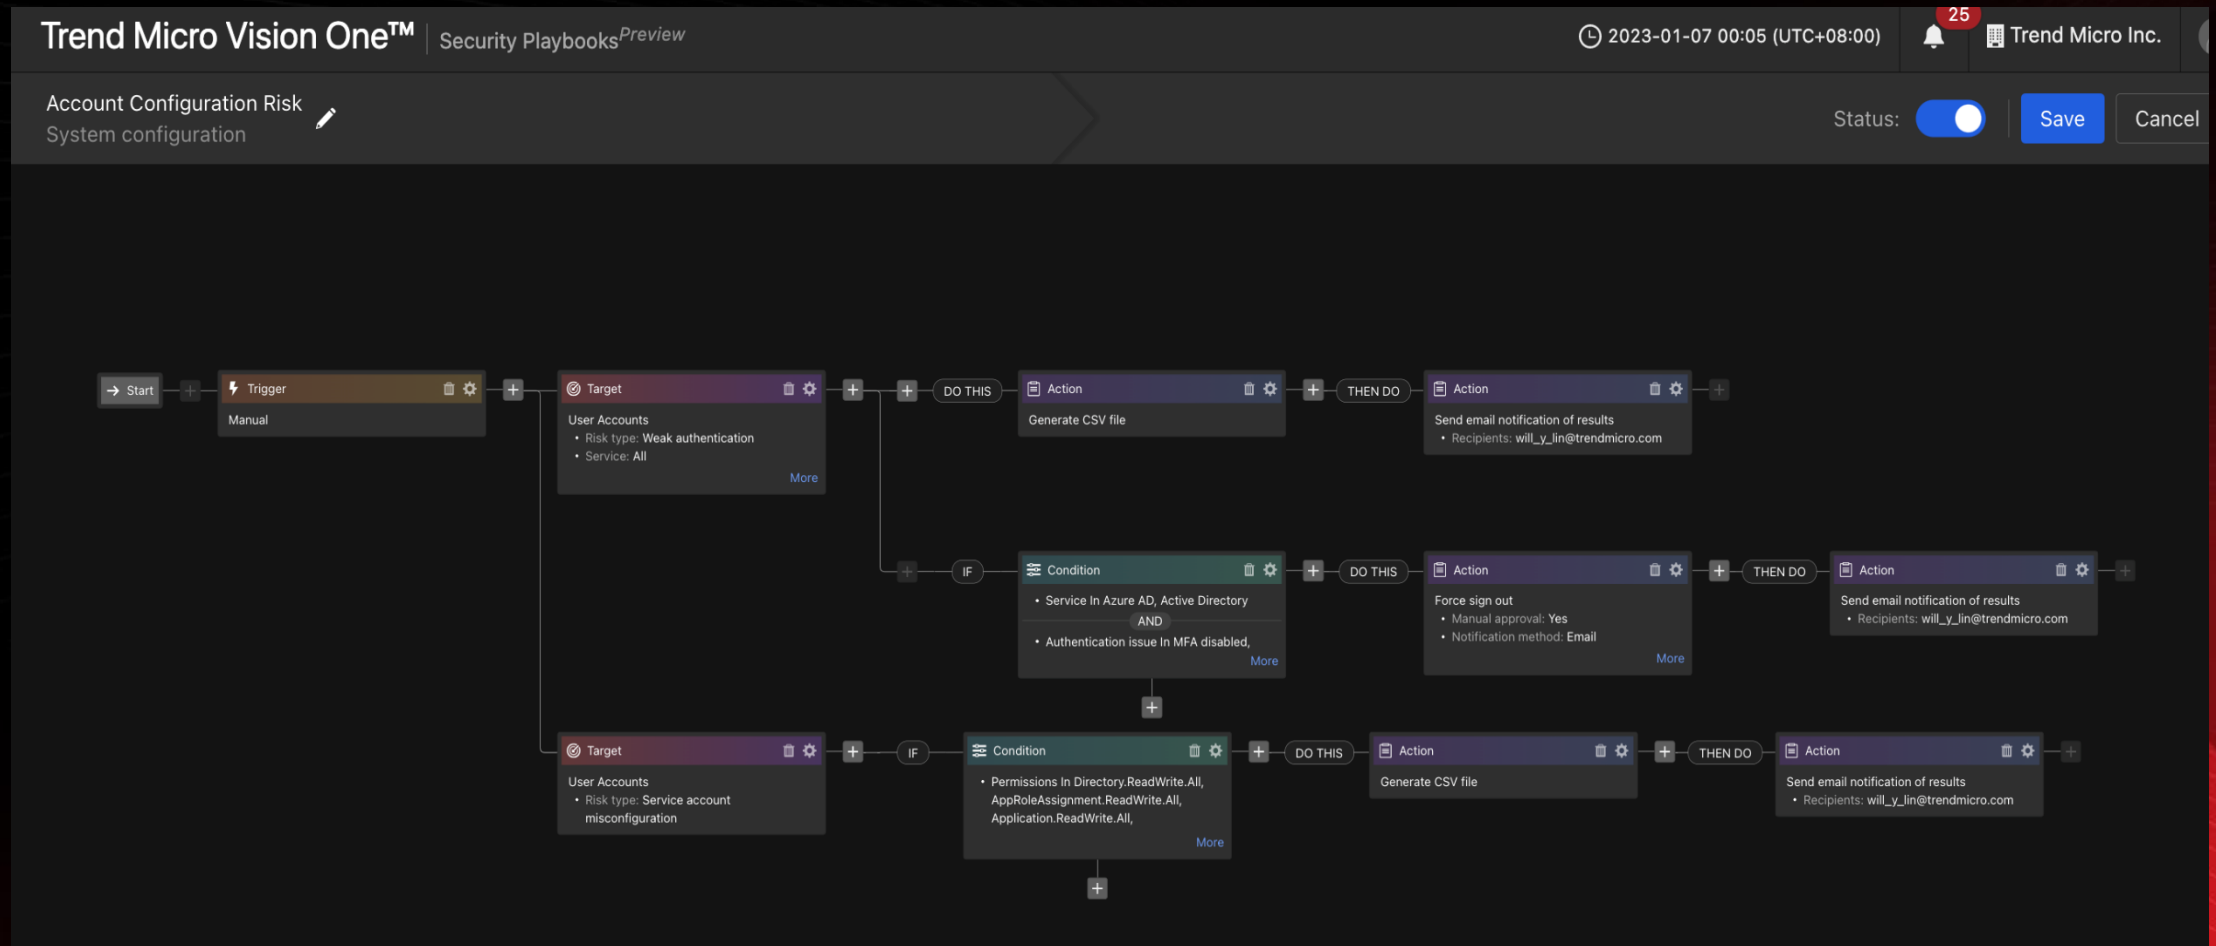 Trend Micro Vision One™ Security Playbooks Preview
2023-01-07 00:05 (UTC+08:00)
25
Trend Micro Inc.
Account Configuration Risk
System configuration
Status:
Save
Cancel
Start
Trigger
Manual
Target
User Accounts
• Risk type: Weak authentication
• Service: All
More
DO THIS
Action
Generate CSV file
THEN DO
Action
Send email notification of results
• Recipients: will_y_lin@trendmicro.com
IF
Condition
• Service In Azure AD, Active Directory
AND
• Authentication issue In MFA disabled,
More
DO THIS
Action
Force sign out
• Manual approval: Yes
• Notification method: Email
More
THEN DO
Action
Send email notification of results
• Recipients: will_y_lin@trendmicro.com
Target
User Accounts
• Risk type: Service account
misconfiguration
IF
Condition
• Permissions In Directory.ReadWrite.All,
AppRoleAssignment.ReadWrite.All,
Application.ReadWrite.All,
More
DO THIS
Action
Generate CSV file
THEN DO
Action
Send email notification of results
• Recipients: will_y_lin@trendmicro.com